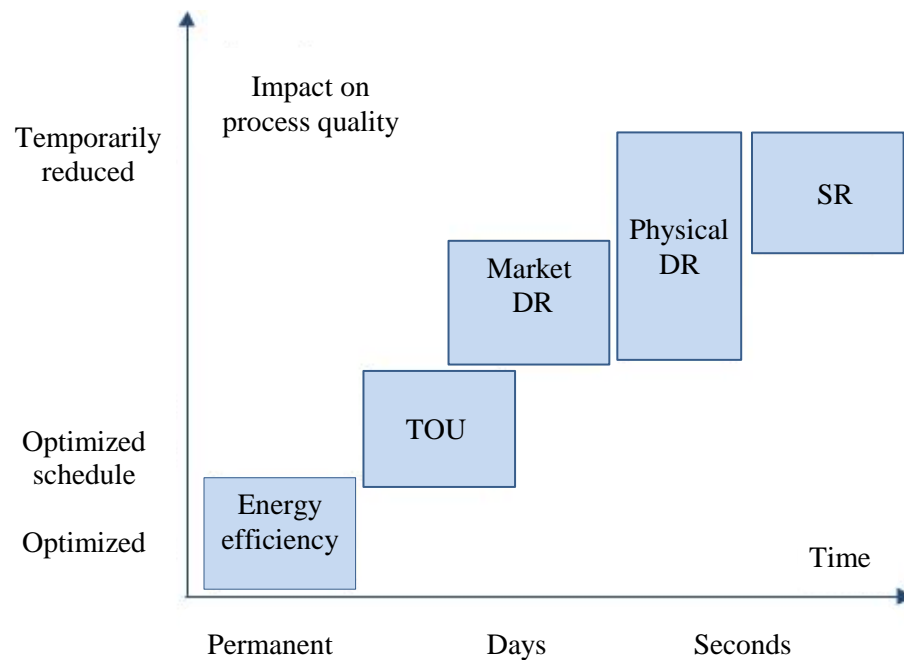 Impact on
process quality
Temporarily
reduced
SR
Physical
DR
Market
DR
TOU
Optimized
schedule
Energy
efficiency
Optimized
Time
Permanent
Days
Seconds